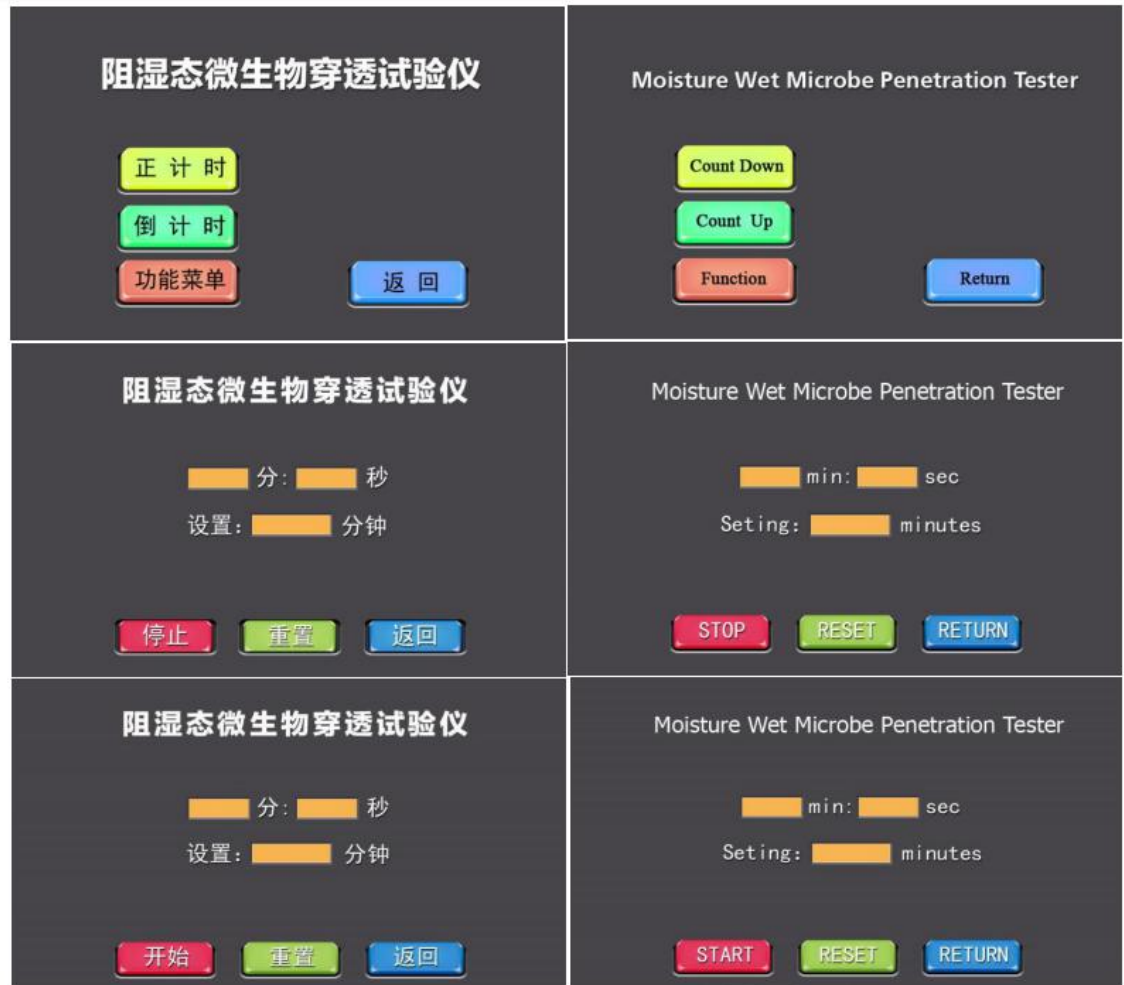 阻湿态微生物穿透试验仪
正 计 时
倒 计 时
功能菜单
返 回
Moisture Wet Microbe Penetration Tester
Count Down
Count Up
Function
Return
阻湿态微生物穿透试验仪
分: 秒
设置: 分钟
停止 重置 返回
Moisture Wet Microbe Penetration Tester
min: sec
Seting: minutes
STOP RESET RETURN
阻湿态微生物穿透试验仪
分: 秒
设置: 分钟
开始 重置 返回
Moisture Wet Microbe Penetration Tester
min: sec
Seting: minutes
START RESET RETURN